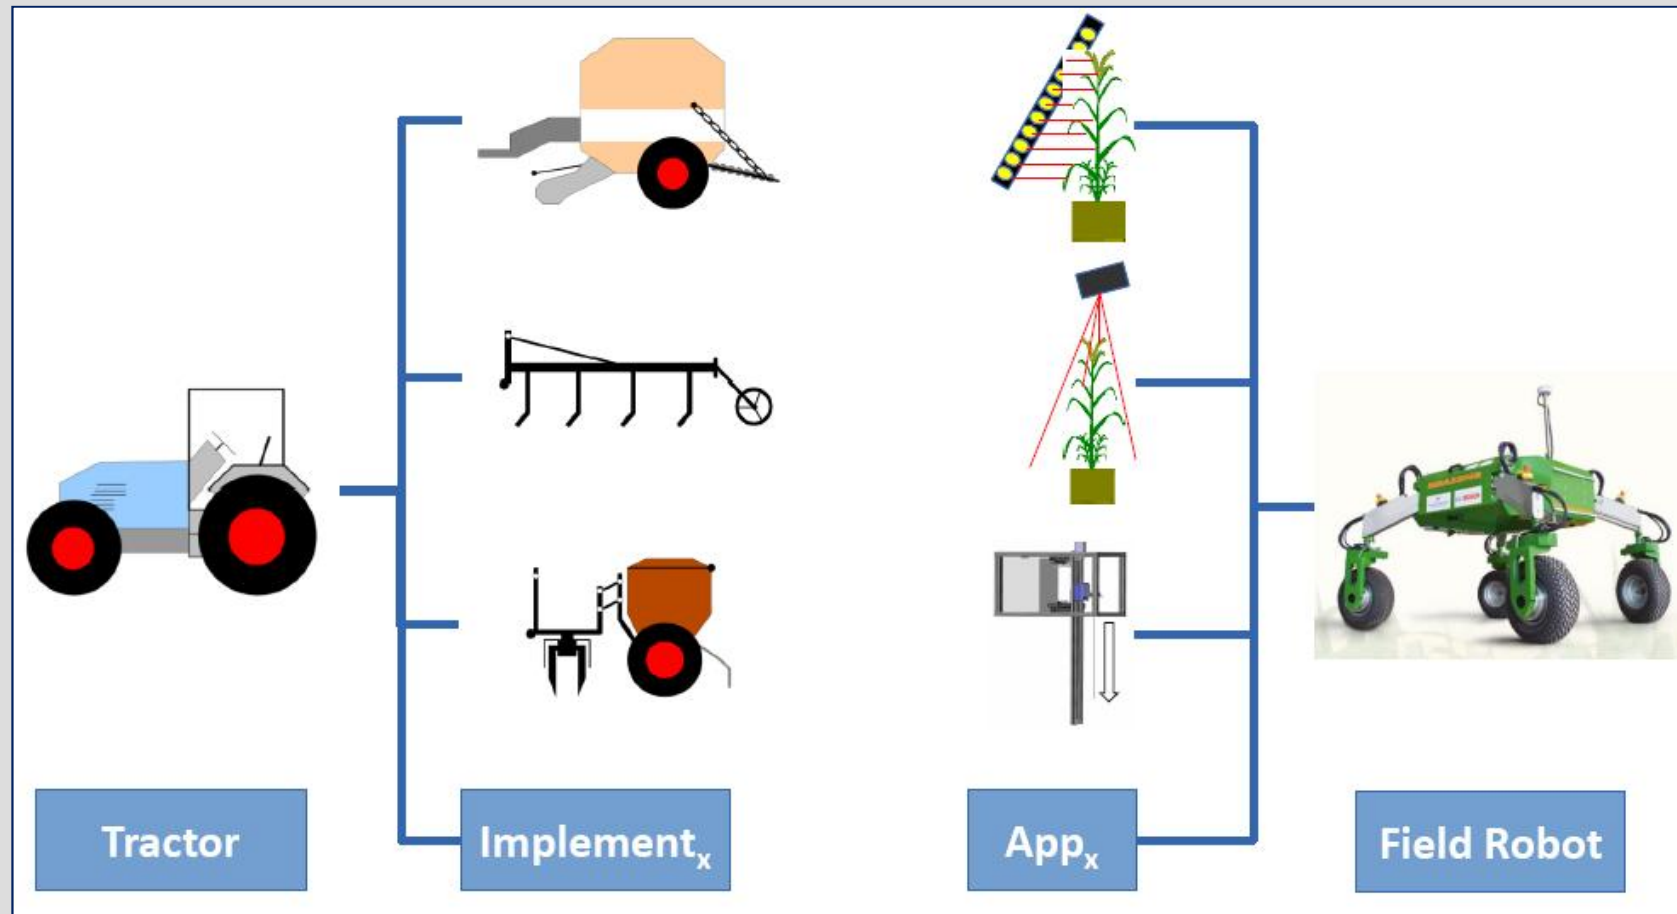 Tractor
Implementₓ
Appₓ
Field Robot